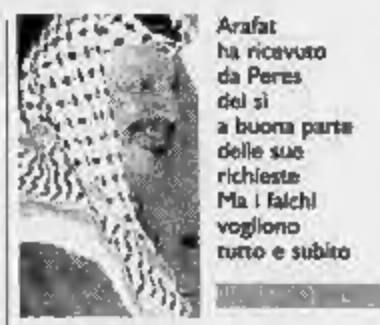 Arafat
ha ricevuto
da Peres
dei sì
a buona parte
delle sue
richieste
Ma i falchi
vogliono
tutto e subito